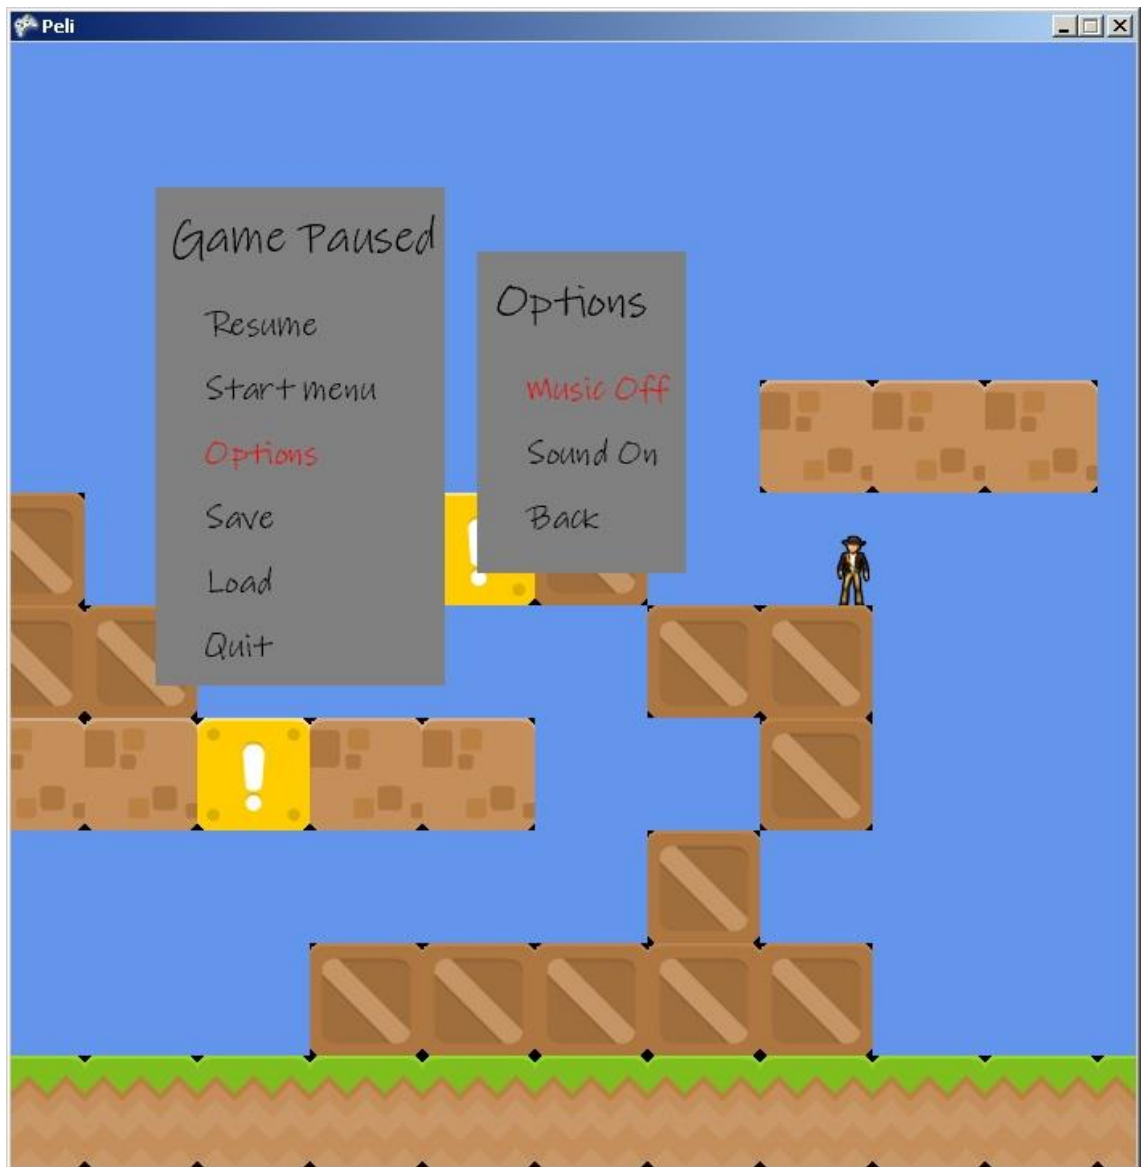 Peli
Game Paused
Resume
Start menu
Options
Save
Load
Quit
Options
Music Off
Sound On
Back
!
!